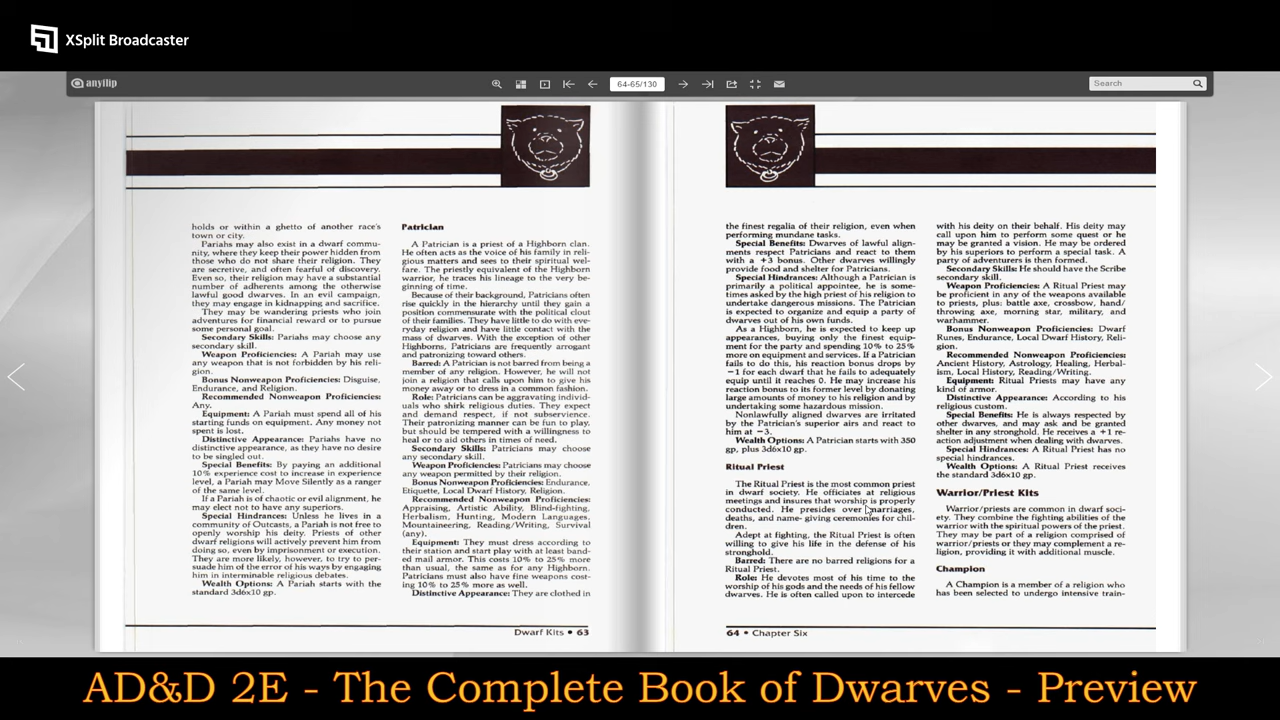 XSplit Broadcaster
anyflip
64-65/130
Search
holds or within a ghetto of another race's
town or city.
Pariahs may also exist in a dwarf commu-
nity, where they keep their power hidden from
those who do not share their religion. They
are secretive, and often fearful of discovery.
Even so, their religion may have a substantial
number of adherents among the otherwise
lawful good dwarves. In an evil campaign,
they may engage in kidnapping and sacrifice.
They may be wandering priests who join
adventures for financial reward or to pursue
some personal goal.
Secondary Skills: Pariahs may choose any
secondary skill.
Weapon Proficiencies: A Pariah may use
any weapon that is not forbidden by his reli-
gion.
Bonus Nonweapon Proficiencies: Disguise,
Endurance, and Religion.
Recommended Nonweapon Proficiencies:
Any.
Equipment: A Pariah must spend all of his
starting funds on equipment. Any money not
spent is lost.
Distinctive Appearance: Pariahs have no
distinctive appearance, as they have no desire
to be singled out.
Special Benefits: By paying an additional
10% experience cost to increase in experience
level, a Pariah may Move Silently as a ranger
of the same level.
If a Pariah is of chaotic or evil alignment, he
may elect not to have any superiors.
Special Hindrances: Unless he lives in a
community of Outcasts, a Pariah is not free to
openly worship his deity. Priests of other
dwarf religions will actively prevent him from
doing so, even by imprisonment or execution.
They are more likely, however, to try to per-
suade him of the error of his ways by engaging
him in interminable religious debates.
Wealth Options: A Pariah starts with the
standard 3d6x10 gp.
Patrician
A Patrician is a priest of a Highborn clan.
He often acts as the voice of his family in reli-
gious matters and sees to their spiritual wel-
fare. The priestly equivalent of the Highborn
warrior, he traces his lineage to the very be-
ginning of time.
Because of their background, Patricians often
rise quickly in the hierarchy until they gain a
position commensurate with the political clout
of their families. They have little to do with eve-
ryday religion and have little contact with the
mass of dwarves. With the exception of other
Highborns, Patricians are frequently arrogant
and patronizing toward others.
Barred: A Patrician is not barred from being a
member of any religion. However, he will not
join a religion that calls upon him to give his
money away or to dress in a common fashion.
Role: Patricians can be aggravating individ-
uals who shirk religious duties. They expect
and demand respect, if not subservience.
Their patronizing manner can be fun to play,
but should be tempered with a willingness to
heal or to aid others in times of need.
Secondary Skills: Patricians may choose
any secondary skill.
Weapon Proficiencies: Patricians may choose
any weapon permitted by their religion.
Bonus Nonweapon Proficiencies: Endurance,
Etiquette, Local Dwarf History, Religion.
Recommended Nonweapon Proficiencies:
Appraising, Artistic Ability, Blind-fighting,
Herbalism, Hunting, Modern Languages,
Mountaineering, Reading/Writing, Survival
(any).
Equipment: They must dress according to
their station and start play with at least band-
ed mail armor. This costs 10% to 25% more
than usual, the same as for any Highborn.
Patricians must also have fine weapons cost-
ing 10% to 25% more as well.
Distinctive Appearance: They are clothed in
Dwarf Kits • 63
the finest regalia of their religion, even when
performing mundane tasks.
Special Benefits: Dwarves of lawful align-
ments respect Patricians and react to them
with a +3 bonus. Other dwarves willingly
provide food and shelter for Patricians.
Special Hindrances: Although a Patrician is
primarily a political appointee, he is some-
times asked by the high priest of his religion to
undertake dangerous missions. The Patrician
is expected to organize and equip a party of
dwarves out of his own funds.
As a Highborn, he is expected to keep up
appearances, buying only the finest equip-
ment for the party and spending 10% to 25%
more on equipment and services. If a Patrician
fails to do this, his reaction bonus drops by
−1 for each dwarf that he fails to adequately
equip until it reaches 0. He may increase his
reaction bonus to its former level by donating
large amounts of money to his religion and by
undertaking some hazardous mission.
Nonlawfully aligned dwarves are irritated
by the Patrician's superior airs and react to
him at −3.
Wealth Options: A Patrician starts with 350
gp, plus 3d6x10 gp.
Ritual Priest
The Ritual Priest is the most common priest
in dwarf society. He officiates at religious
meetings and insures that worship is properly
conducted. He presides over marriages,
deaths, and name- giving ceremonies for chil-
dren.
Adept at fighting, the Ritual Priest is often
willing to give his life in the defense of his
stronghold.
Barred: There are no barred religions for a
Ritual Priest.
Role: He devotes most of his time to the
worship of his gods and the needs of his fellow
dwarves. He is often called upon to intercede
with his deity on their behalf. His deity may
call upon him to perform some quest or he
may be granted a vision. He may be ordered
by his superiors to perform a special task. A
party of adventurers is then formed.
Secondary Skills: He should have the Scribe
secondary skill.
Weapon Proficiencies: A Ritual Priest may
be proficient in any of the weapons available
to priests, plus: battle axe, crossbow, hand/
throwing axe, morning star, military, and
warhammer.
Bonus Nonweapon Proficiencies: Dwarf
Runes, Endurance, Local Dwarf History, Reli-
gion.
Recommended Nonweapon Proficiencies:
Ancient History, Astrology, Healing, Herbal-
ism, Local History, Reading/Writing.
Equipment: Ritual Priests may have any
kind of armor.
Distinctive Appearance: According to his
religious custom.
Special Benefits: He is always respected by
other dwarves, and may ask and be granted
shelter in any stronghold. He receives a +1 re-
action adjustment when dealing with dwarves.
Special Hindrances: A Ritual Priest has no
special hindrances.
Wealth Options: A Ritual Priest receives
the standard 3d6x10 gp.
Warrior/Priest Kits
Warrior/priests are common in dwarf soci-
ety. They combine the fighting abilities of the
warrior with the spiritual powers of the priest.
They may be part of a religion comprised of
warrior/priests or they may complement a re-
ligion, providing it with additional muscle.
Champion
A Champion is a member of a religion who
has been selected to undergo intensive train-
64 • Chapter Six
AD&D 2E - The Complete Book of Dwarves - Preview